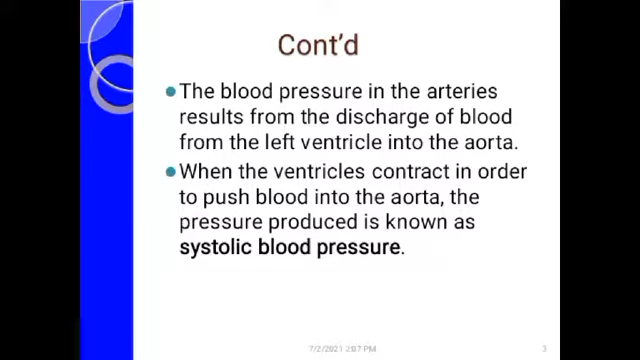 Cont’d
●The blood pressure in the arteries
results from the discharge of blood
from the left ventricle into the aorta.
●When the ventricles contract in order
to push blood into the aorta, the
pressure produced is known as
systolic blood pressure.
7/2/2021 2:07 PM
3